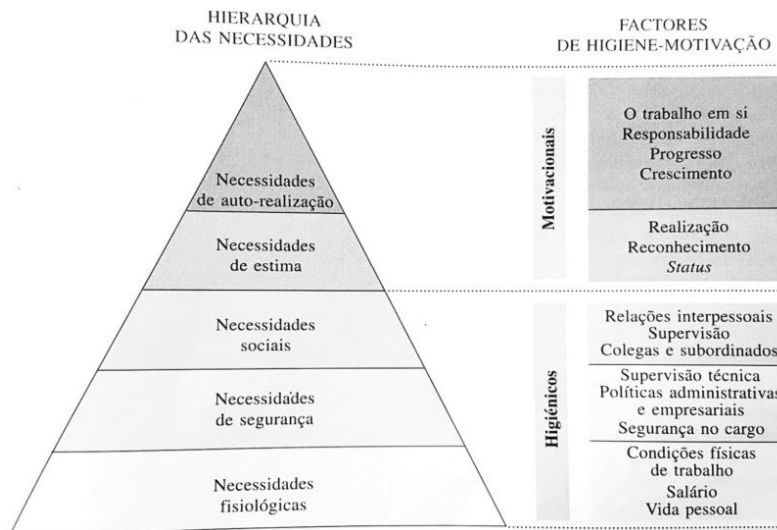 HIERARQUIA
DAS NECESSIDADES
Necessidades
de auto-realização
Necessidades
de estima
Necessidades
sociais
Necessidades
de segurança
Necessidades
fisiológicas
FACTORES
DE HIGIENE-MOTIVAÇÃO
Motivacionais
O trabalho em si
Responsabilidade
Progresso
Crescimento
Realização
Reconhecimento
Status
Higiénicos
Relações interpessoais
Supervisão
Colegas e subordinados
Supervisão técnica
Políticas administrativas
e empresariais
Segurança no cargo
Condições físicas
de trabalho
Salário
Vida pessoal